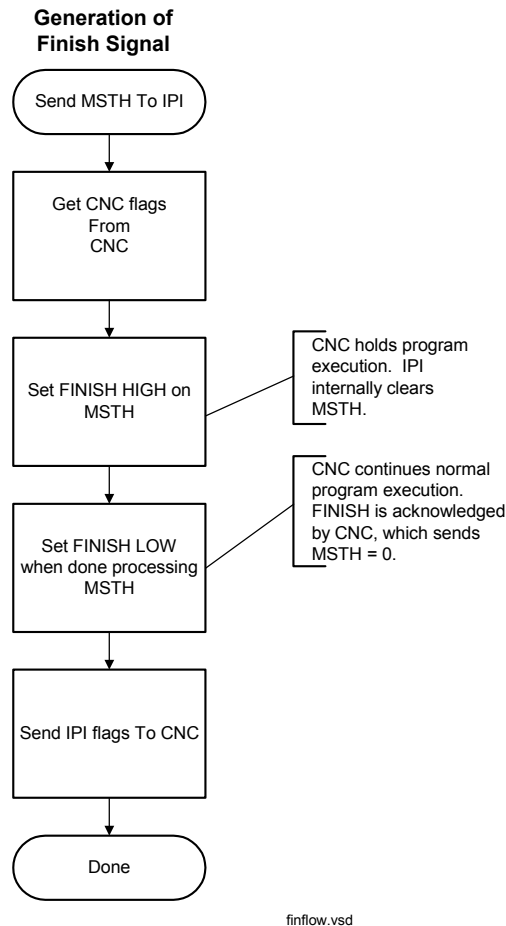 Generation of
Finish Signal
Send MSTH To IPI
Get CNC flags
From
CNC
Set FINISH HIGH on
MSTH
CNC holds program
execution.  IPI
internally clears
MSTH.
Set FINISH LOW
when done processing
MSTH
CNC continues normal
program execution.
FINISH is acknowledged
by CNC, which sends
MSTH = 0.
Send IPI flags To CNC
Done
finflow.vsd